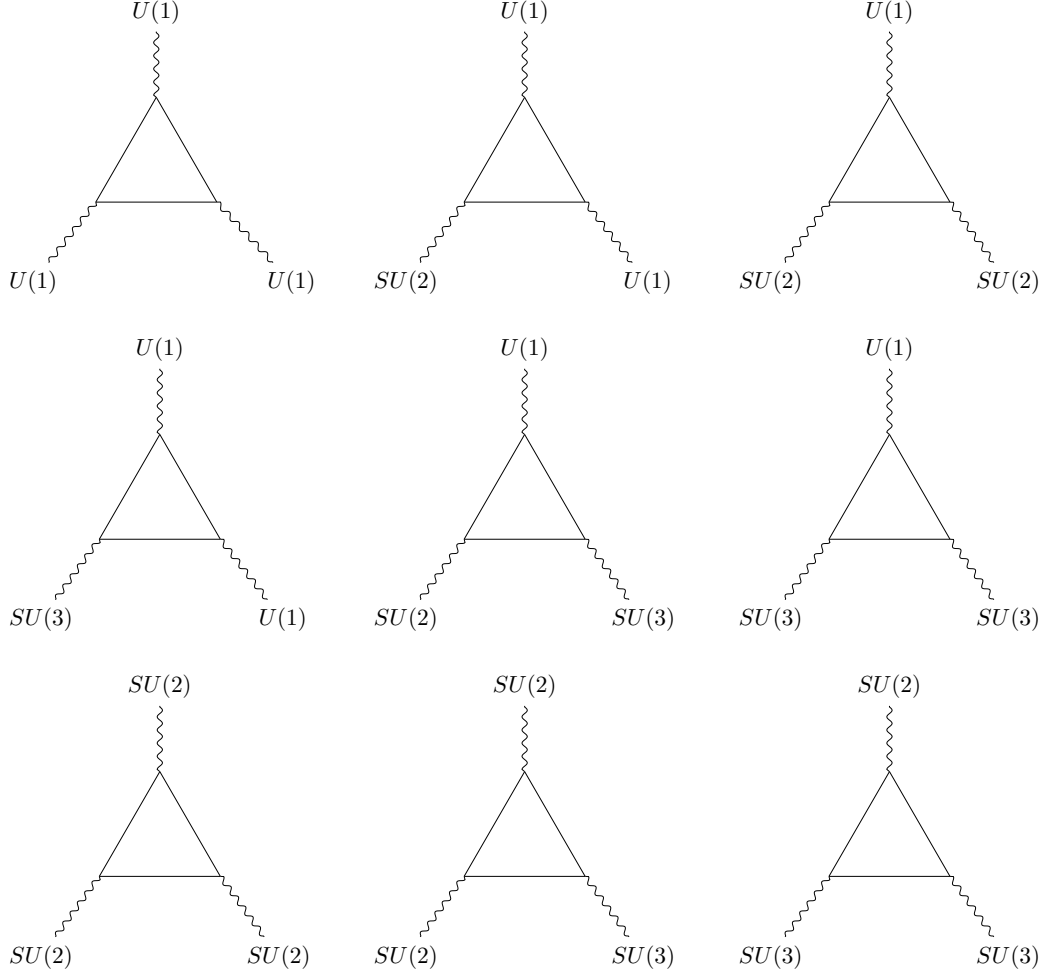 U(1) U(1) U(1)
U(1) U(1) SU(2) U(1) SU(2) SU(2)
U(1) U(1) U(1)
SU(3) U(1) SU(2) SU(3) SU(3) SU(3)
SU(2) SU(2) SU(2)
SU(2) SU(2) SU(2) SU(3) SU(3) SU(3)